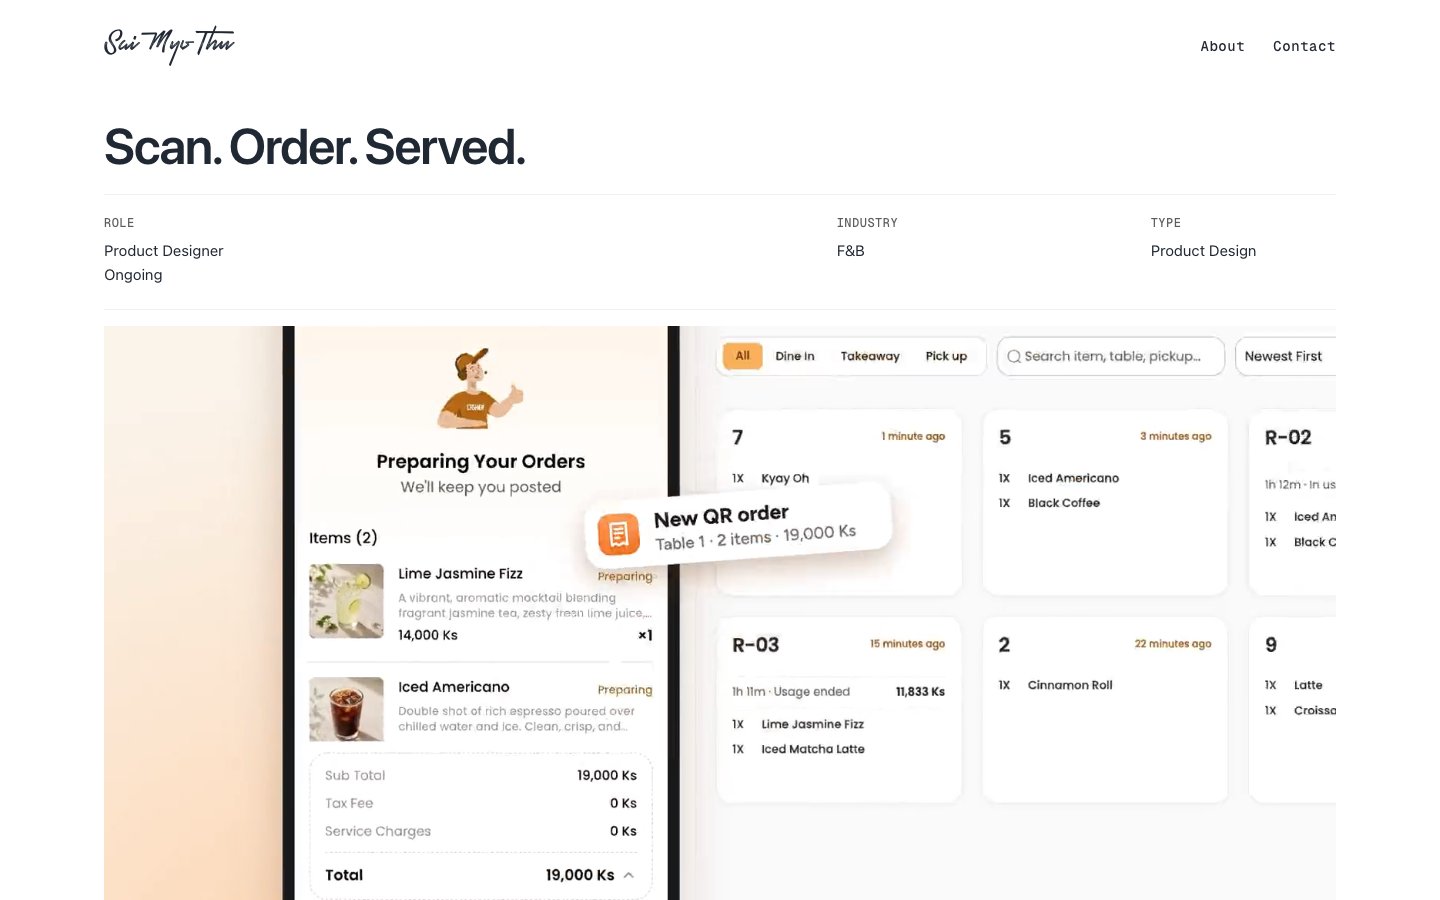 Sai Myo Thu
About
Contact
Scan. Order. Served.
ROLE
Product Designer
Ongoing
INDUSTRY
F&B
TYPE
Product Design
Preparing Your Orders
We'll keep you posted
Items (2)
Lime Jasmine Fizz
Preparing
A vibrant, aromatic mocktail blending
fragrant jasmine tea, zesty fresh lime juice,...
14,000 Ks
×1
Iced Americano
Preparing
Double shot of rich espresso poured over
chilled water and ice. Clean, crisp, and...
Sub Total
19,000 Ks
Tax Fee
0 Ks
Service Charges
0 Ks
Total
19,000 Ks
New QR order
Table 1 · 2 items · 19,000 Ks
All
Dine In
Takeaway
Pick up
Search item, table, pickup...
Newest First
7
1 minute ago
1X Kyay Oh
5
3 minutes ago
1X Iced Americano
1X Black Coffee
R-02
1h 12m · In us
1X Iced An
1X Black C
R-03
15 minutes ago
1h 11m · Usage ended
11,833 Ks
1X Lime Jasmine Fizz
1X Iced Matcha Latte
2
22 minutes ago
1X Cinnamon Roll
9
1X Latte
1X Croissa